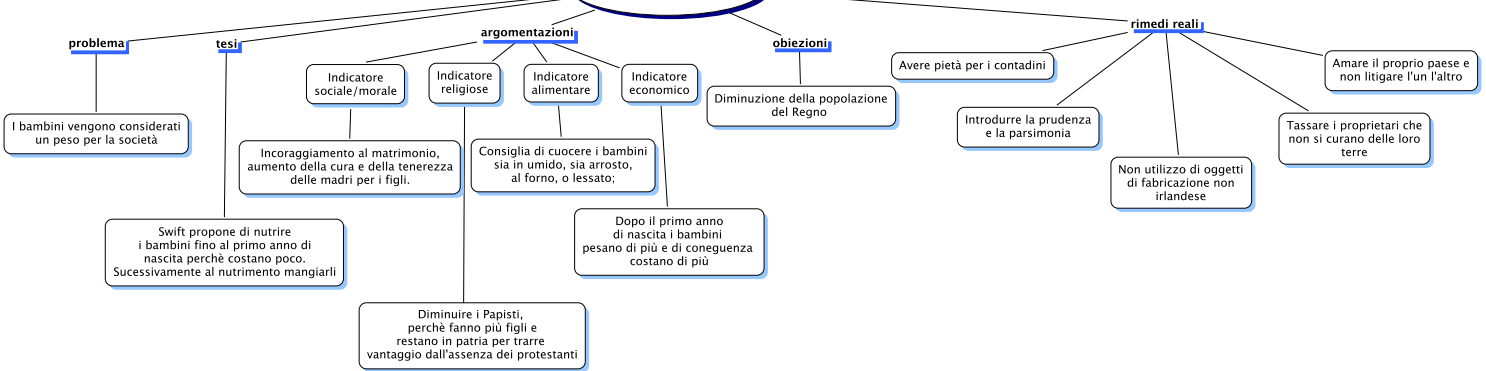 problema
tesi
argomentazioni
obiezioni
rimedi reali
I bambini vengono considerati
un peso per la società
Swift propone di nutrire
i bambini fino al primo anno di
nascita perchè costano poco.
Sucessivamente al nutrimento mangiarli
Indicatore
sociale/morale
Incoraggiamento al matrimonio,
aumento della cura e della tenerezza
delle madri per i figli.
Indicatore
religiose
Diminuire i Papisti,
perchè fanno più figli e
restano in patria per trarre
vantaggio dall'assenza dei protestanti
Indicatore
alimentare
Consiglia di cuocere i bambini
sia in umido, sia arrosto,
al forno, o lessato;
Indicatore
economico
Dopo il primo anno
di nascita i bambini
pesano di più e di coneguenza
costano di più
Diminuzione della popolazione
del Regno
Avere pietà per i contadini
Introdurre la prudenza
e la parsimonia
Non utilizo di oggetti
di fabricazione non
irlandese
Tassare i proprietari che
non si curano delle loro
terre
Amare il proprio paese e
non litigare l'un l'altro